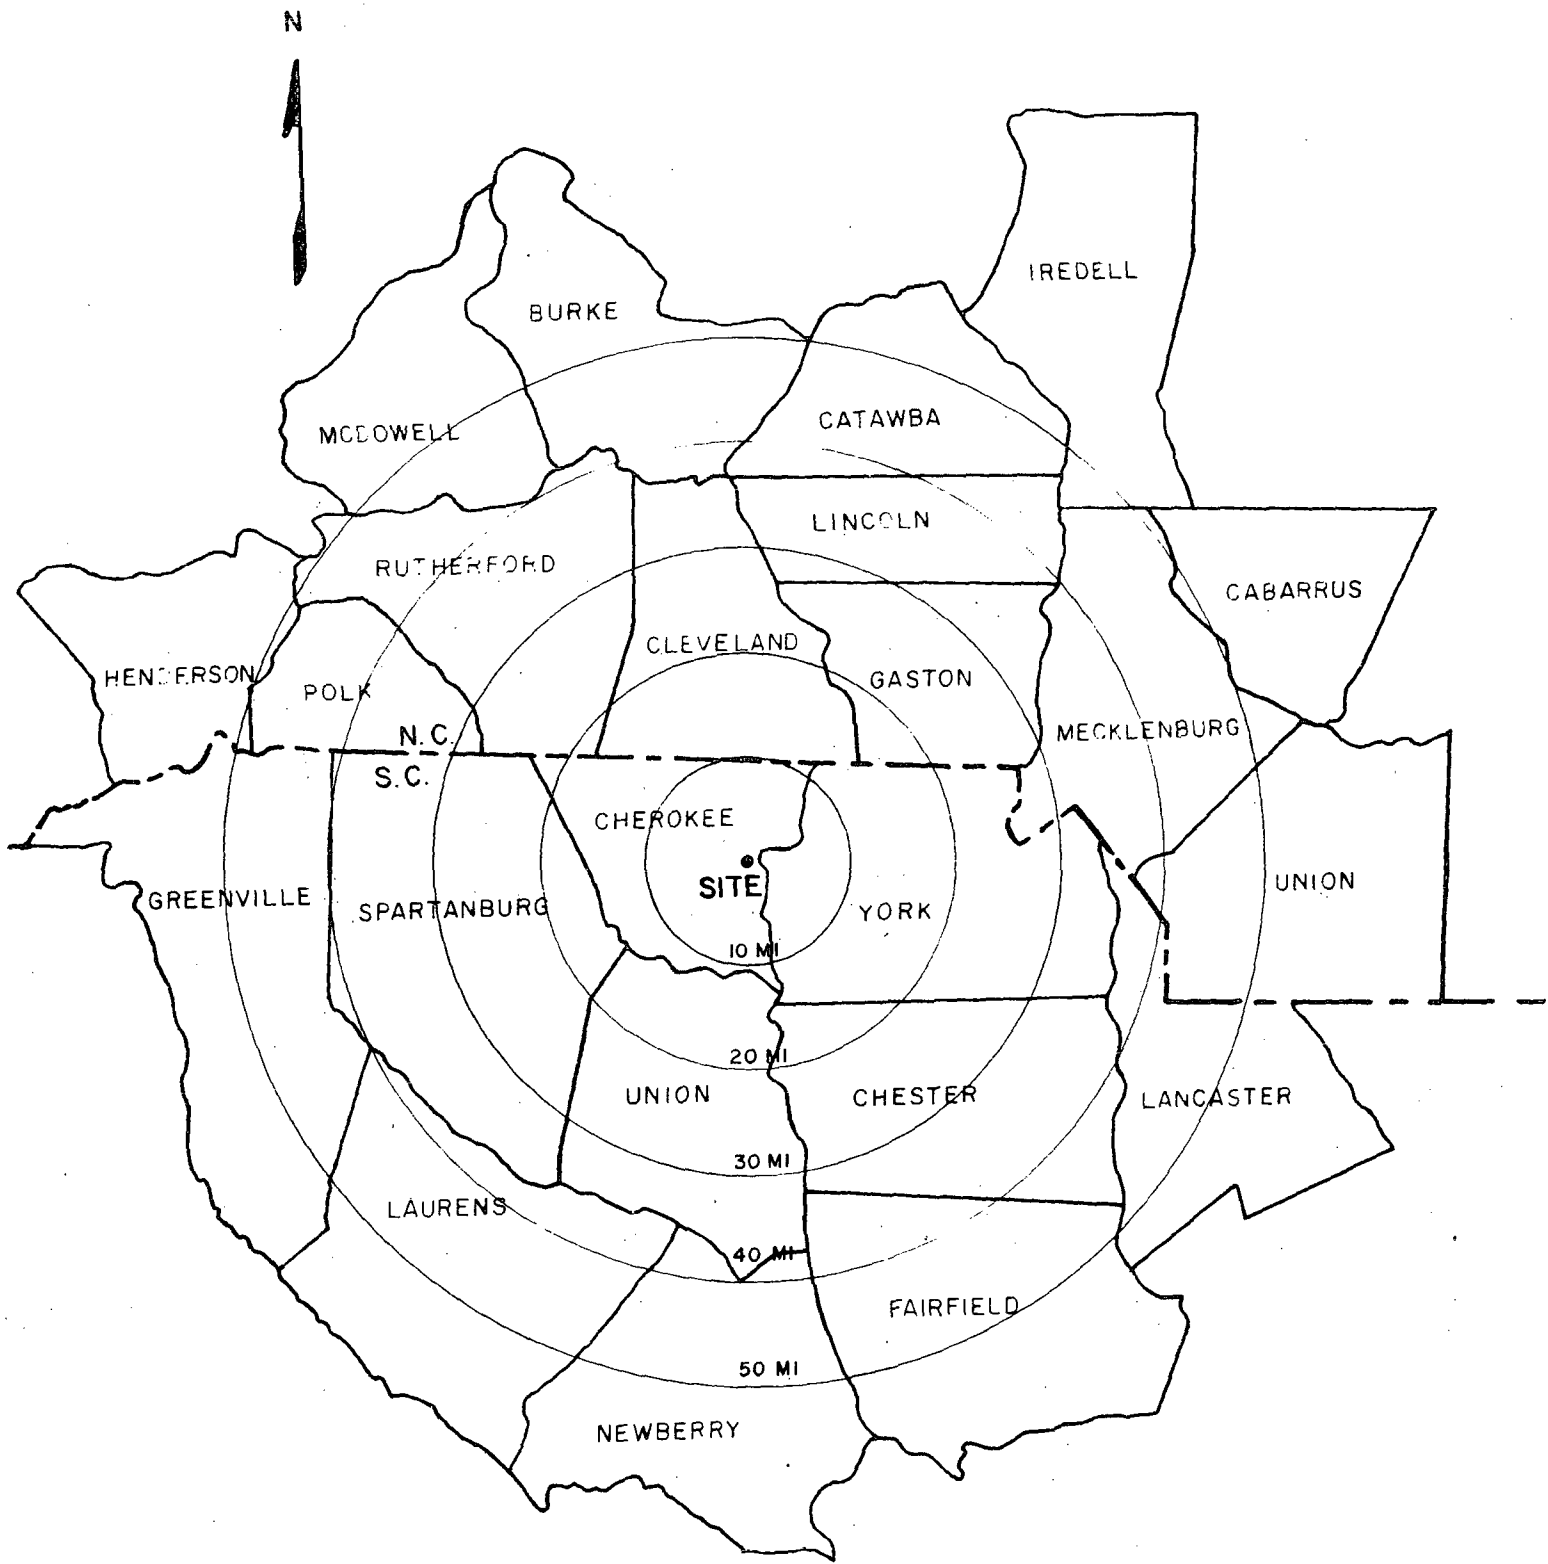 N
IREDELL
BURKE
CATAWBA
MCDOWELL
LINCOLN
RUTHERFORD
CABARRUS
CLEVELAND
HENDERSON
GASTON
POLK
MECKLENBURG
N.C.
S.C.
CHEROKEE
SITE
UNION
GREENVILLE
SPARTANBURG
YORK
10 MI
20 MI
UNION
CHESTER
LANCASTER
30 MI
LAURENS
40 MI
FAIRFIELD
50 MI
NEWBERRY